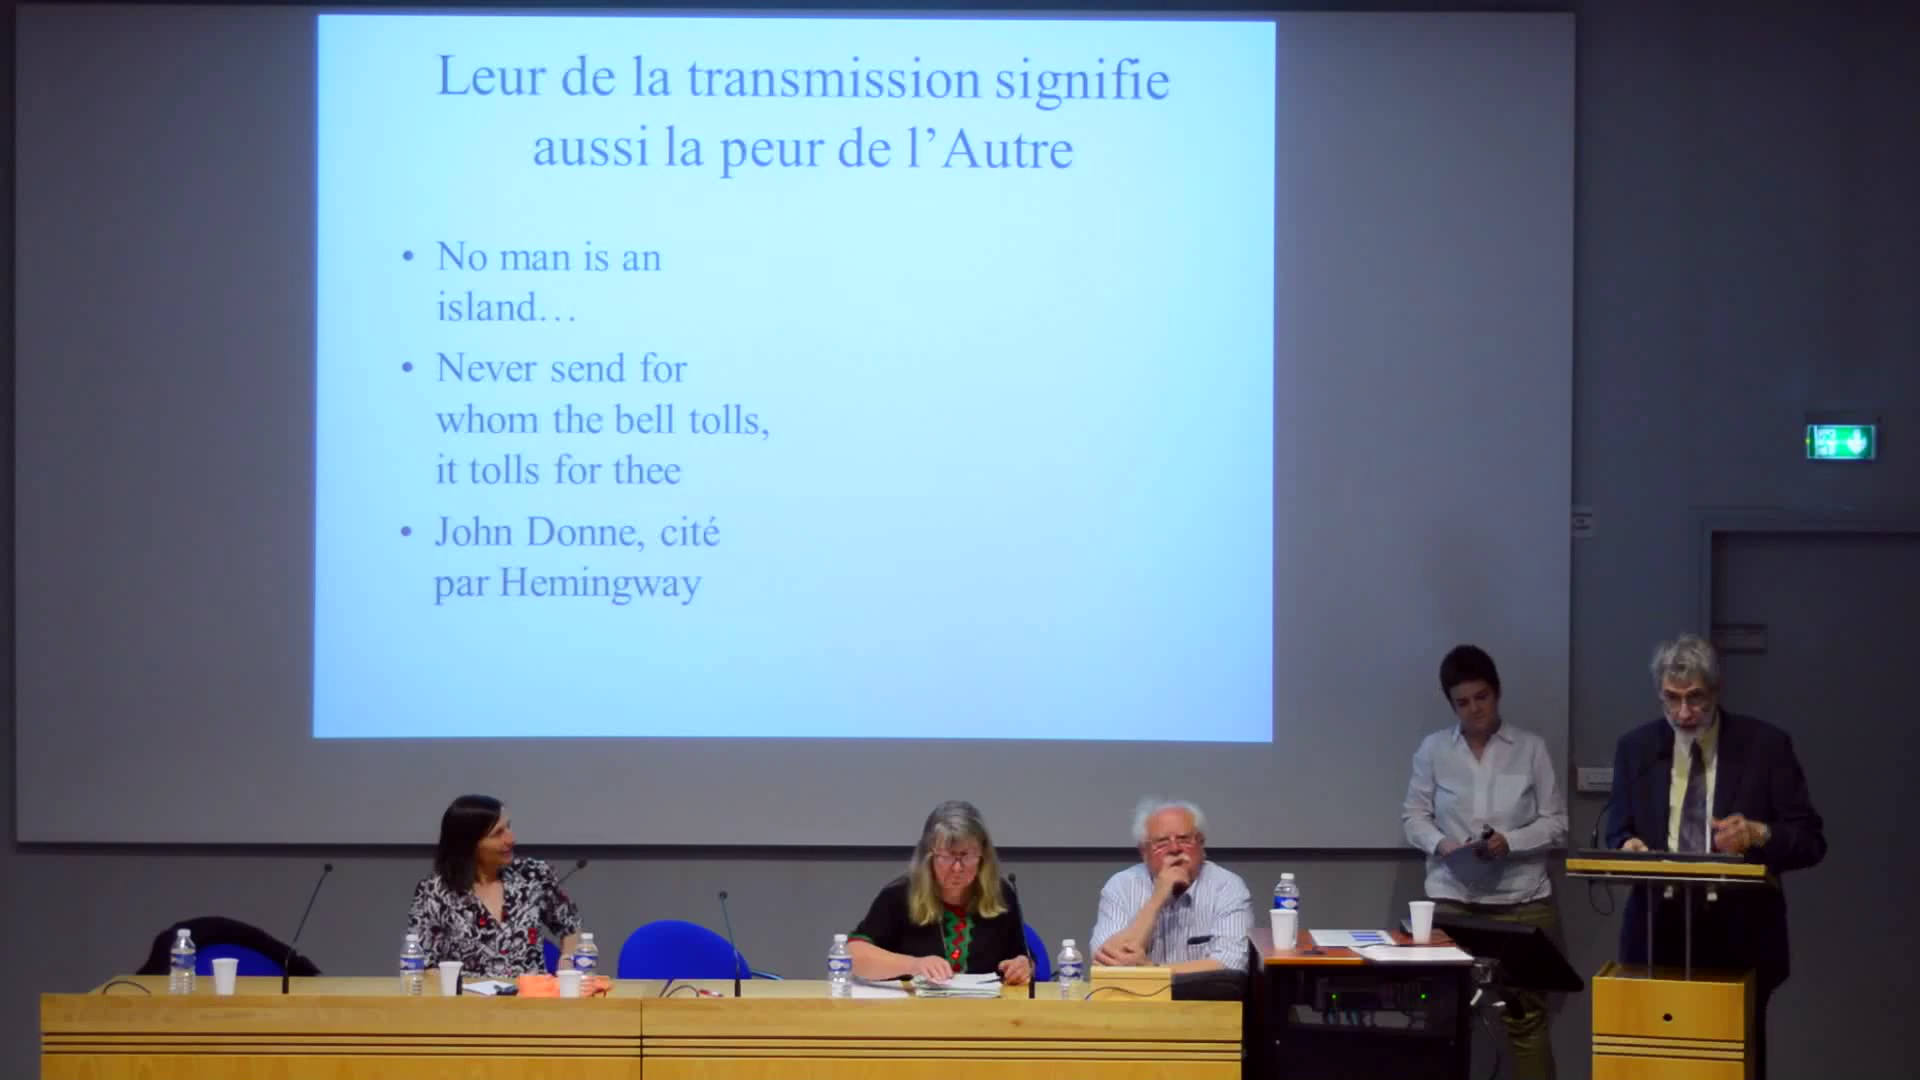 Leur de la transmission signifie
aussi la peur de l’Autre
• No man is an
island…
• Never send for
whom the bell tolls,
it tolls for thee
• John Donne, cité
par Hemingway